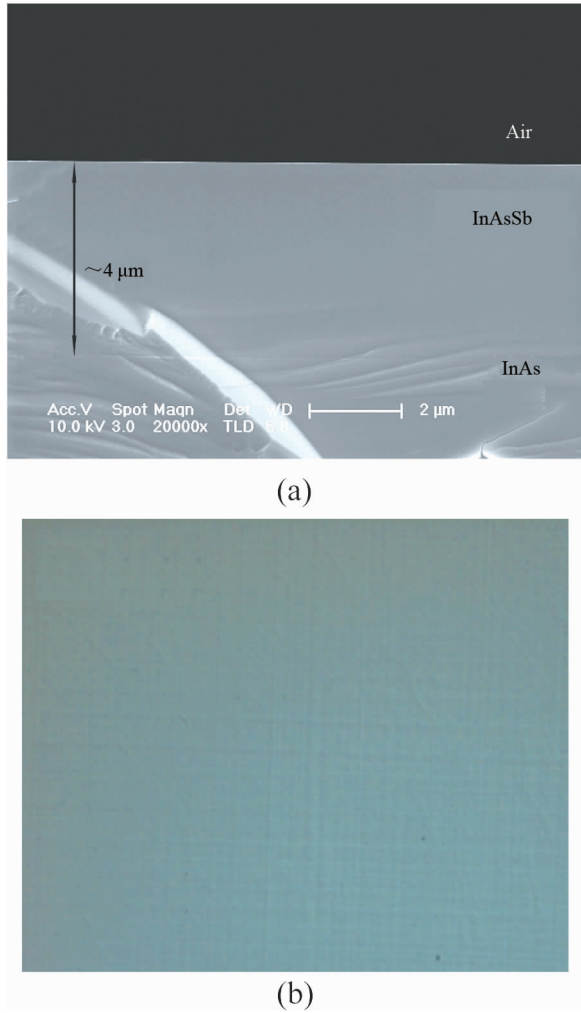 Air
InAsSb
～4 μm
InAs
Acc.V Spot Magn Det WD
10.0 kV 3.0 20000x TLD 2 μm
(a)
(b)